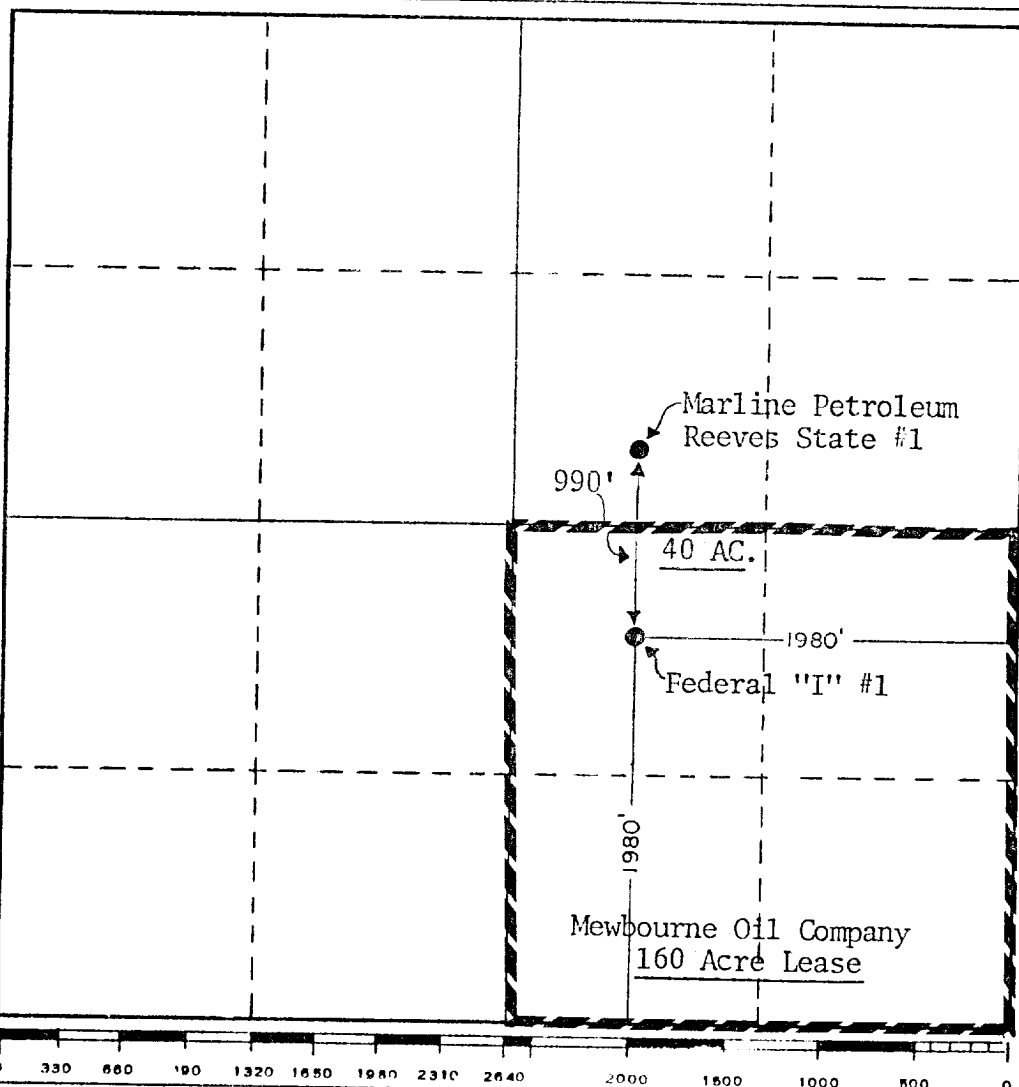 Marline Petroleum
Reeves State #1
990'
40 AC.
1980'
Federal "I" #1
1980'
Mewbourne Oil Company
160 Acre Lease
330 660 190 1320 1650 1980 2310 2640 2000 1500 1000 500 0